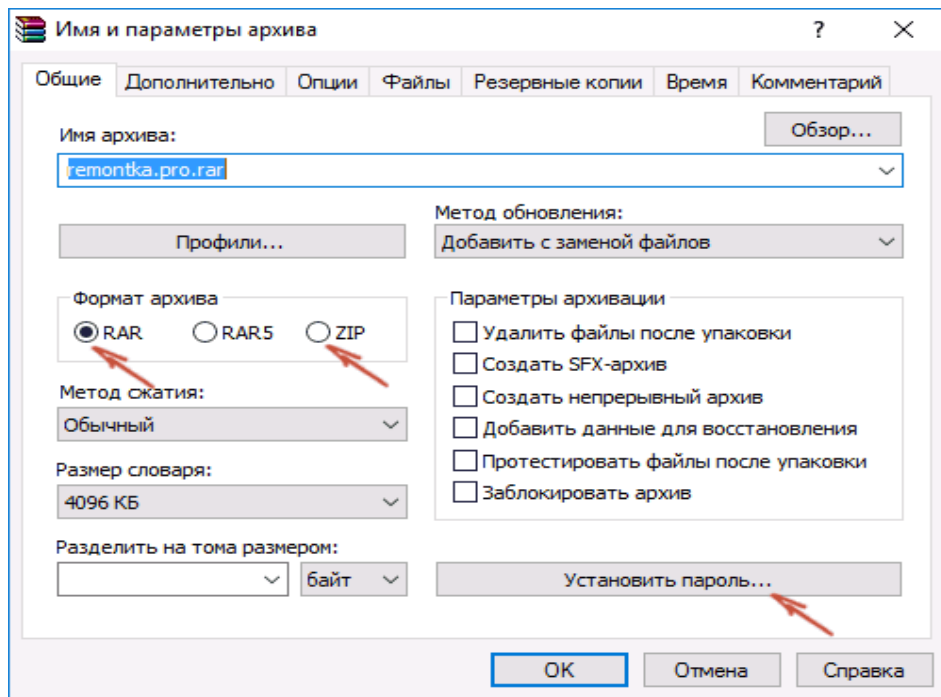 Имя и параметры архива ?
Общие Дополнительно Опции Файлы Резервные копии Время Комментарий
Имя архива: Обзор...
remontka.pro.rar
Метод обновления:
Профили... Добавить с заменой файлов
Формат архива Параметры архивации
RAR RAR5 ZIP Удалить файлы после упаковки
Создать SFX-архив
Метод сжатия: Создать непрерывный архив
Обычный Добавить данные для восстановления
Размер словаря: Протестировать файлы после упаковки
4096 КБ Заблокировать архив
Разделить на тома размером:
байт Установить пароль...
OK Отмена Справка